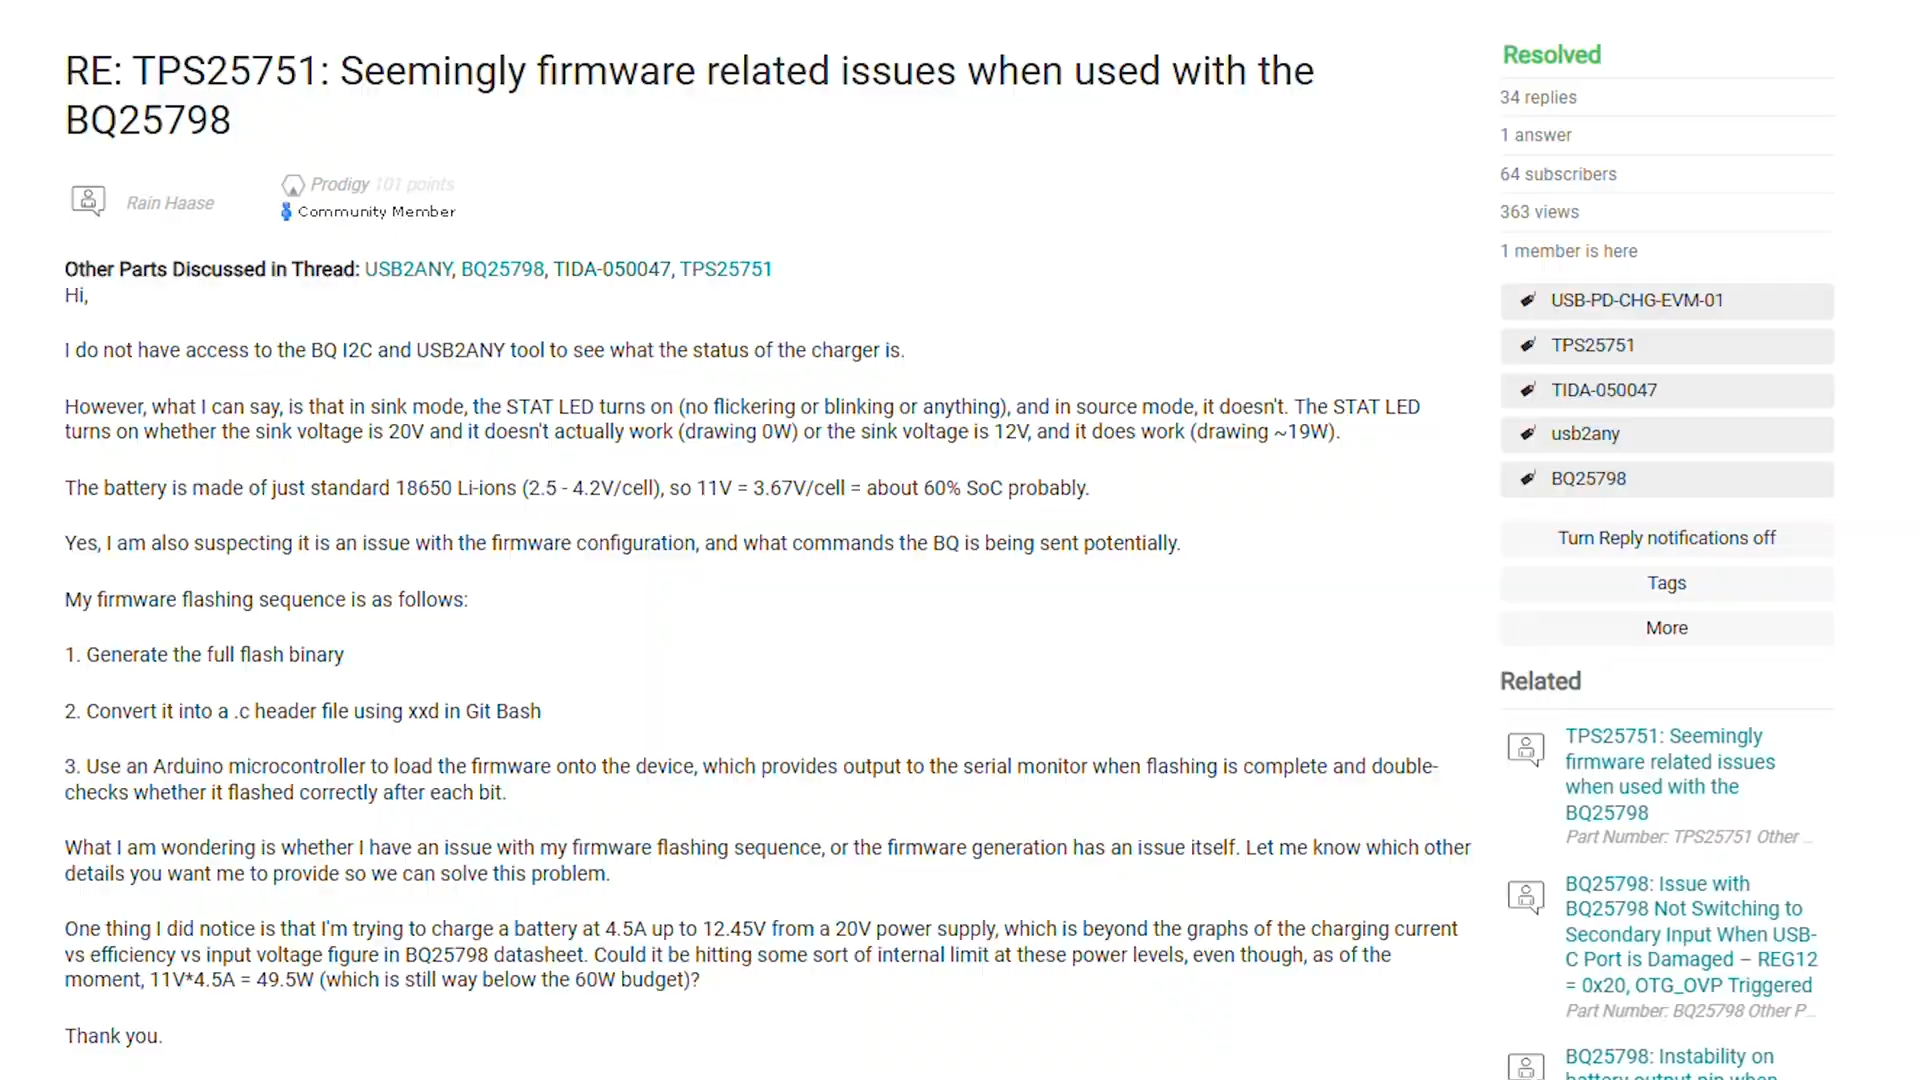 RE: TPS25751: Seemingly firmware related issues when used with the
BQ25798
Rain Haase
Prodigy 101 points
Community Member
Other Parts Discussed in Thread: USB2ANY, BQ25798, TIDA-050047, TPS25751
Hi,
I do not have access to the BQ I2C and USB2ANY tool to see what the status of the charger is.
However, what I can say, is that in sink mode, the STAT LED turns on (no flickering or blinking or anything), and in source mode, it doesn't. The STAT LED
turns on whether the sink voltage is 20V and it doesn't actually work (drawing 0W) or the sink voltage is 12V, and it does work (drawing ~19W).
The battery is made of just standard 18650 Li-ions (2.5 - 4.2V/cell), so 11V = 3.67V/cell = about 60% SoC probably.
Yes, I am also suspecting it is an issue with the firmware configuration, and what commands the BQ is being sent potentially.
My firmware flashing sequence is as follows:
1. Generate the full flash binary
2. Convert it into a .c header file using xxd in Git Bash
3. Use an Arduino microcontroller to load the firmware onto the device, which provides output to the serial monitor when flashing is complete and double-
checks whether it flashed correctly after each bit.
What I am wondering is whether I have an issue with my firmware flashing sequence, or the firmware generation has an issue itself. Let me know which other
details you want me to provide so we can solve this problem.
One thing I did notice is that I'm trying to charge a battery at 4.5A up to 12.45V from a 20V power supply, which is beyond the graphs of the charging current
vs efficiency vs input voltage figure in BQ25798 datasheet. Could it be hitting some sort of internal limit at these power levels, even though, as of the
moment, 11V*4.5A = 49.5W (which is still way below the 60W budget)?
Thank you.
Resolved
34 replies
1 answer
64 subscribers
363 views
1 member is here
USB-PD-CHG-EVM-01
TPS25751
TIDA-050047
usb2any
BQ25798
Turn Reply notifications off
Tags
More
Related
TPS25751: Seemingly
firmware related issues
when used with the
BQ25798
Part Number: TPS25751 Other ...
BQ25798: Issue with
BQ25798 Not Switching to
Secondary Input When USB-
C Port is Damaged – REG12
= 0x20, OTG_OVP Triggered
Part Number: BQ25798 Other P...
BQ25798: Instability on
battery output pin when